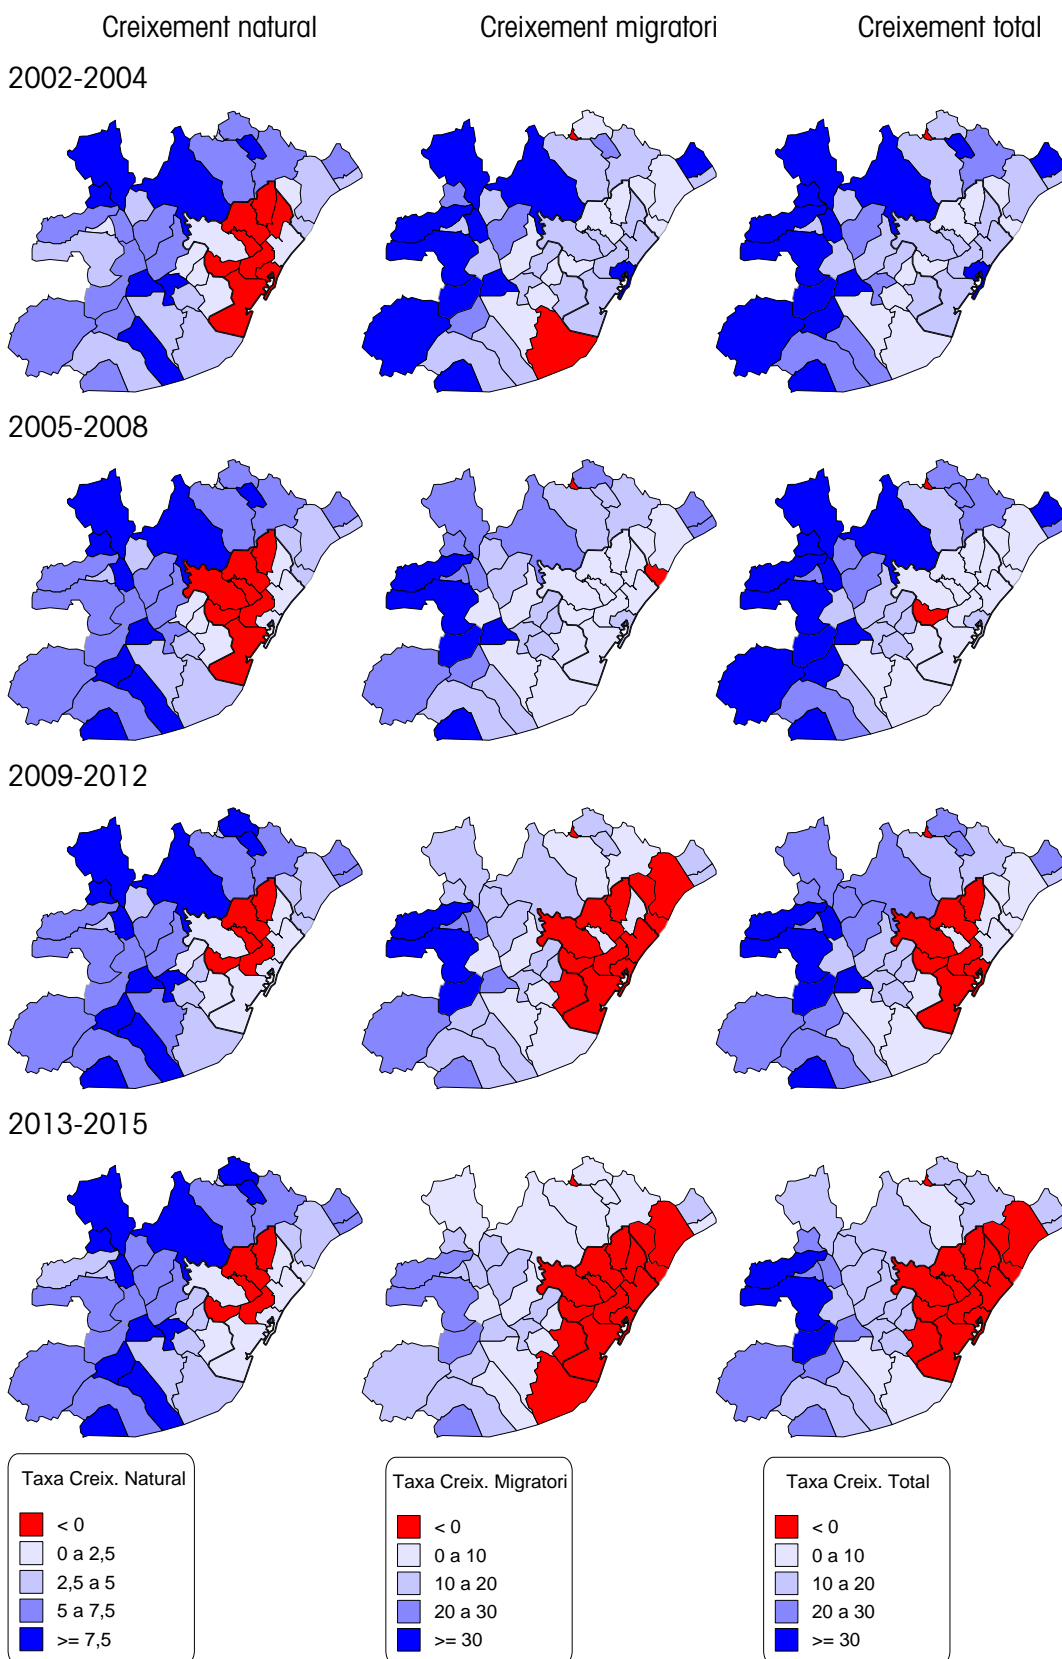 Creixement natural
Creixement migratori
Creixement total
2002-2004
2005-2008
2009-2012
2013-2015
Taxa Creix. Natural
< 0
0 a 2,5
2,5 a 5
5 a 7,5
>= 7,5
Taxa Creix. Migratori
< 0
0 a 10
10 a 20
20 a 30
>= 30
Taxa Creix. Total
< 0
0 a 10
10 a 20
20 a 30
>= 30